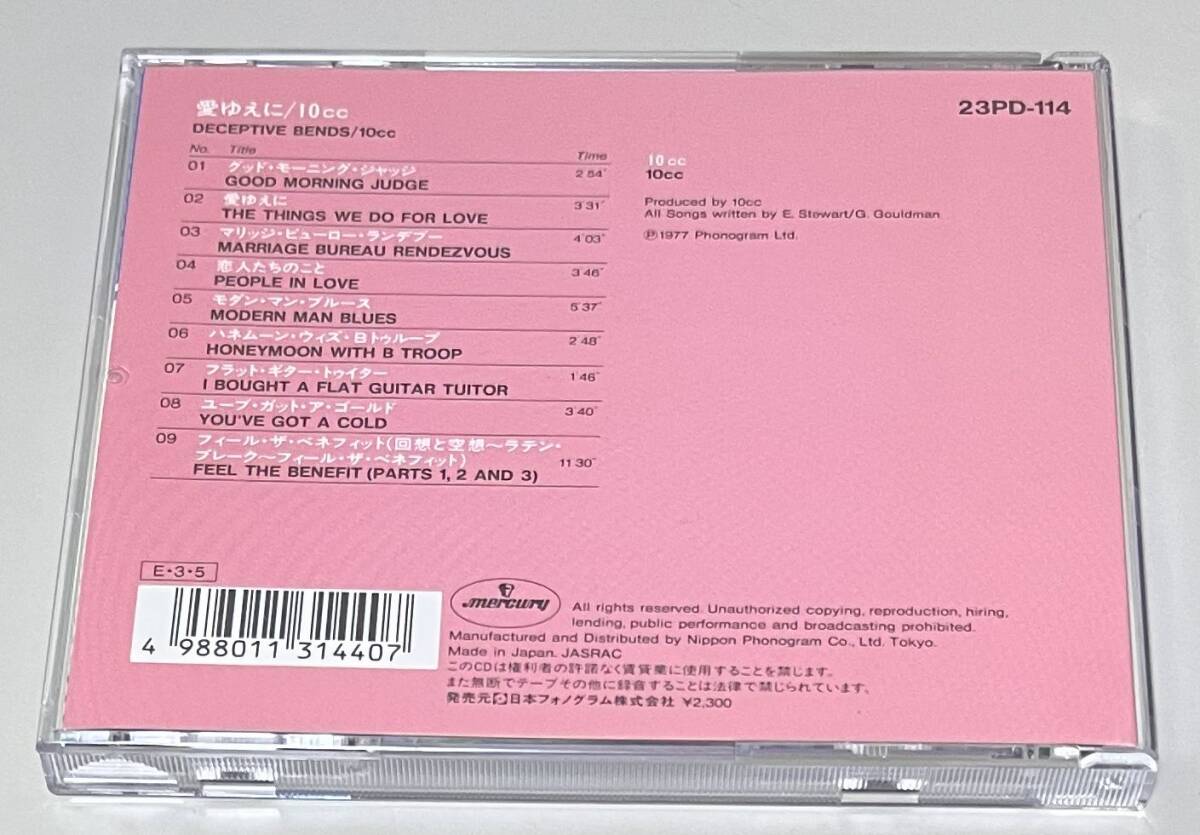 愛ゆえに/10cc
DECEPTIVE BENDS/10cc
23PD-114
No. Title Time
01 グッド・モーニング・ジャッジ
GOOD MORNING JUDGE 2'54"
02 愛ゆえに
THE THINGS WE DO FOR LOVE 3'31"
03 マリッジ・ビューロー・ランデブー
MARRIAGE BUREAU RENDEZVOUS 4'03"
04 恋人たちのこと
PEOPLE IN LOVE 3'46"
05 モダン・マン・ブルース
MODERN MAN BLUES 5'37"
06 ハネムーン・ウィズ・Bトゥループ
HONEYMOON WITH B TROOP 2'48"
07 フラット・ギター・トゥイター
I BOUGHT A FLAT GUITAR TUITOR 1'46"
08 ユーブ・ガット・ア・ゴールド
YOU'VE GOT A COLD 3'40"
09 フィール・ザ・ベネフィット(回想と空想〜ラテン・
ブレーク〜フィール・ザ・ベネフィット)
FEEL THE BENEFIT (PARTS 1, 2 AND 3) 11'30"
10cc
10cc
Produced by 10cc
All Songs written by E. Stewart/G. Gouldman
Ⓟ1977 Phonogram Ltd.
E・3・5
4 988011 314407
mercury
All rights reserved. Unauthorized copying, reproduction, hiring,
lending, public performance and broadcasting prohibited.
Manufactured and Distributed by Nippon Phonogram Co., Ltd. Tokyo.
Made in Japan. JASRAC
このCDは権利者の許諾なく賃貸業に使用することを禁じます。
また無断でテープその他に録音することは法律で禁じられています。
発売元 日本フォノグラム株式会社 ¥2,300